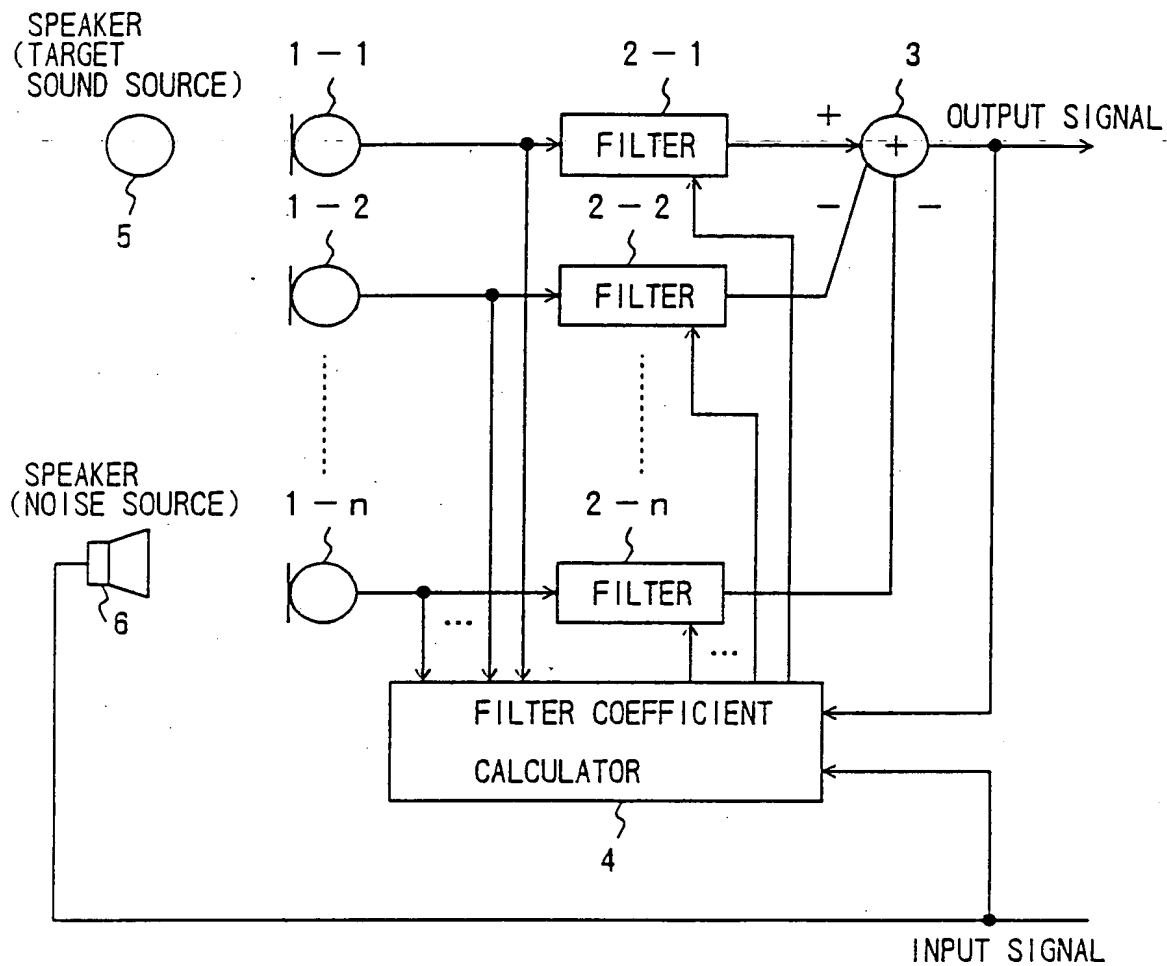 SPEAKER
(TARGET
SOUND SOURCE)
1-1
2-1
3
+
+
OUTPUT SIGNAL
FILTER
5
1-2
2-2
-
-
FILTER
SPEAKER
(NOISE SOURCE)
1-n
2-n
FILTER
6
...
...
FILTER COEFFICIENT
CALCULATOR
4
INPUT SIGNAL